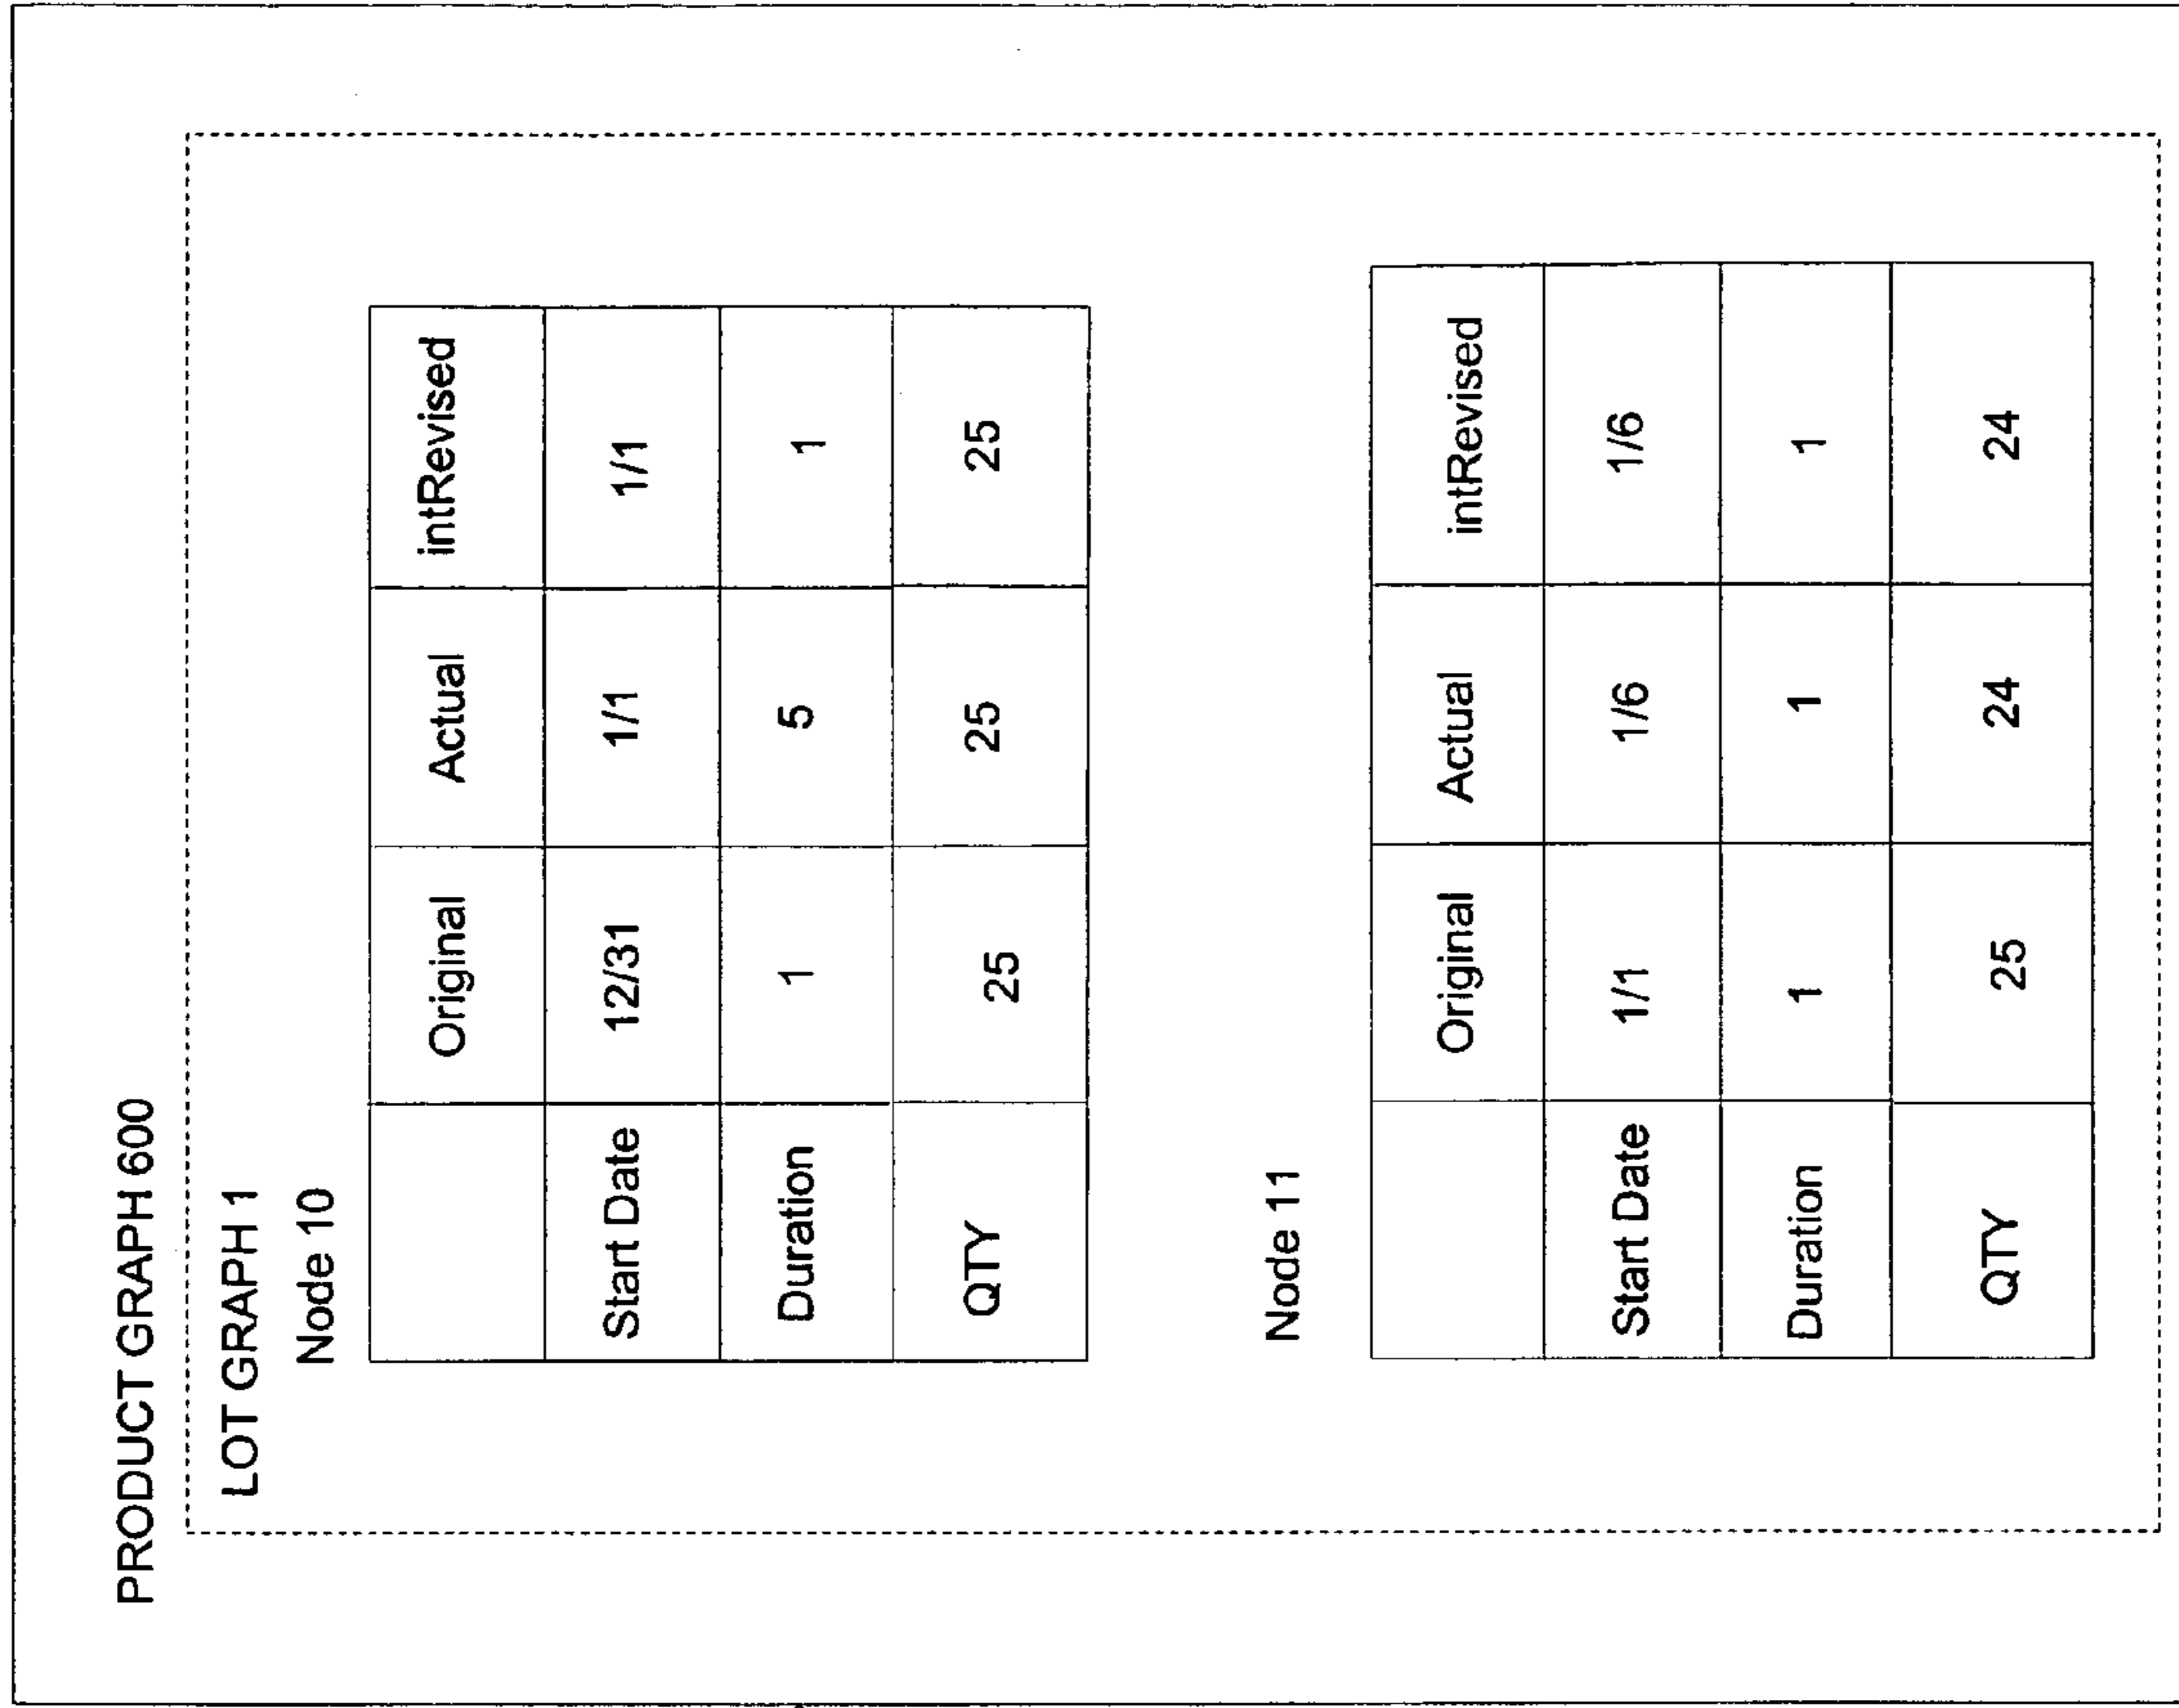 PRODUCT GRAPH 600
LOT GRAPH 1
Node 10
Original Actual intRevised
Start Date 12/31 1/1 1/1
Duration 1 5 1
QTY 25 25 25
Node 11
Original Actual intRevised
Start Date 1/1 1/6 1/6
Duration 1 1 1
QTY 25 24 24